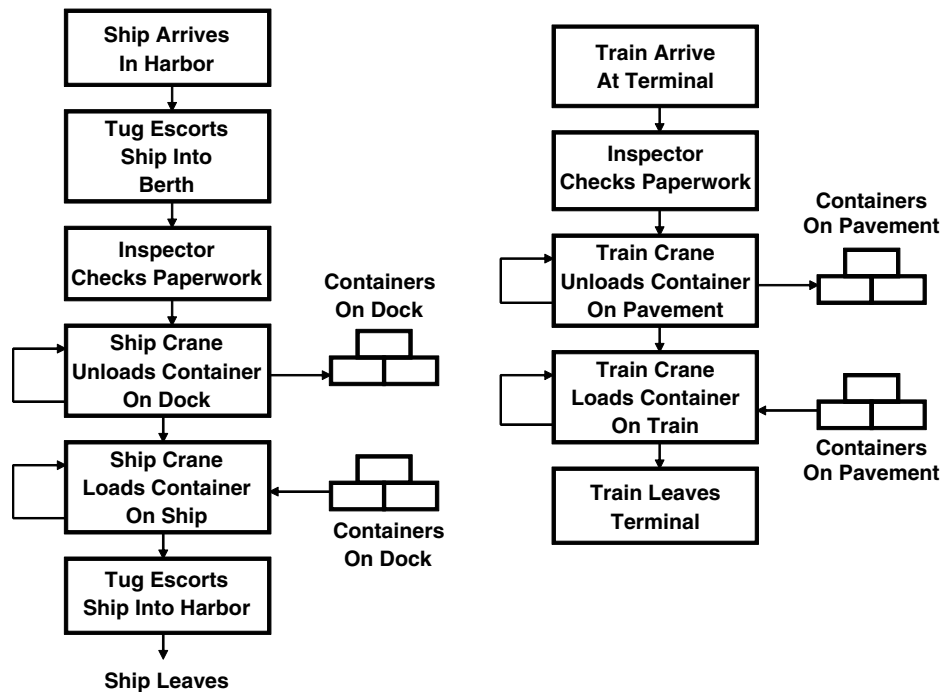 Ship Arrives
In Harbor
Tug Escorts
Ship Into
Berth
Inspector
Checks Paperwork
Containers
On Dock
Ship Crane
Unloads Container
On Dock
Ship Crane
Loads Container
On Ship
Containers
On Dock
Tug Escorts
Ship Into Harbor
Ship Leaves
Train Arrive
At Terminal
Inspector
Checks Paperwork
Containers
On Pavement
Train Crane
Unloads Container
On Pavement
Train Crane
Loads Container
On Train
Containers
On Pavement
Train Leaves
Terminal